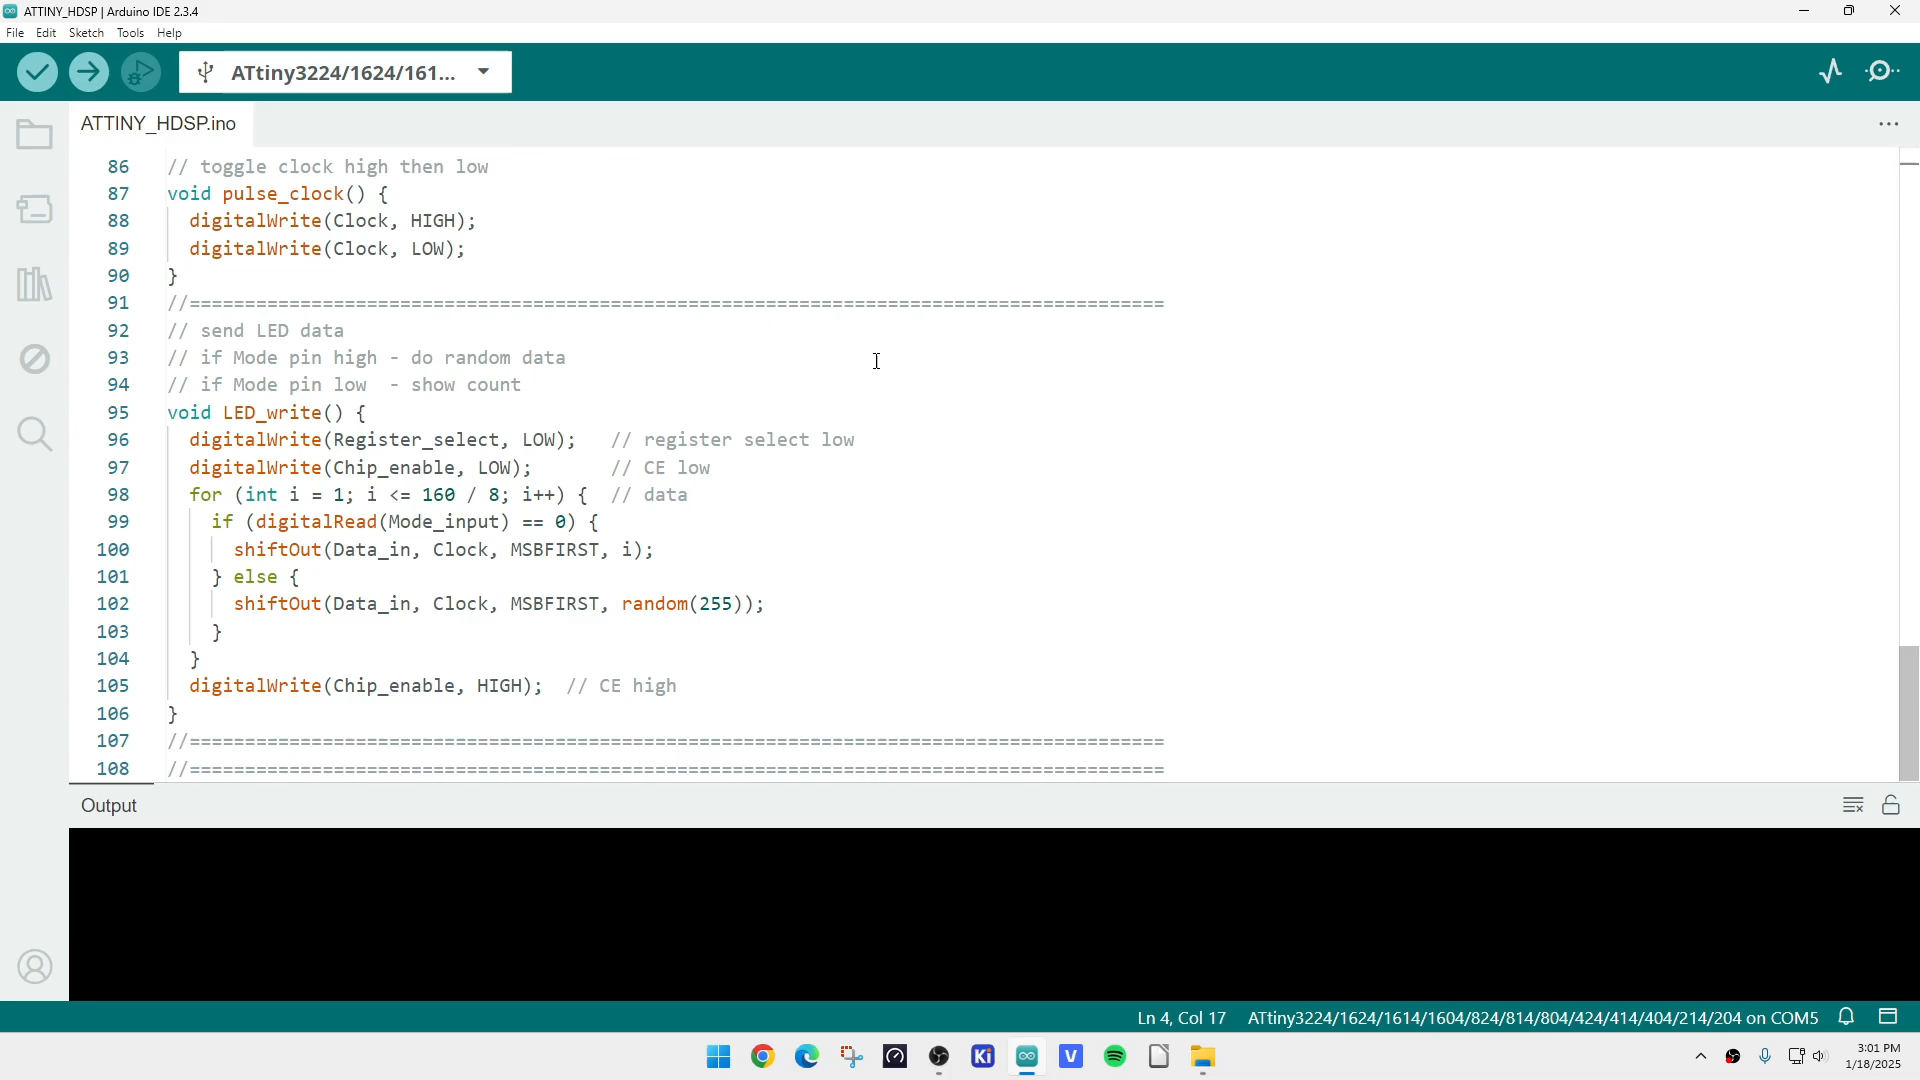 ATTINY_HDSP | Arduino IDE 2.3.4
File Edit Sketch Tools Help
ATtiny3224/1624/161...
ATTINY_HDSP.ino
86 // toggle clock high then low
87 void pulse_clock() {
88 digitalWrite(Clock, HIGH);
89 digitalWrite(Clock, LOW);
90 }
91 //========================================================================================
92 // send LED data
93 // if Mode pin high - do random data
94 // if Mode pin low  - show count
95 void LED_write() {
96 digitalWrite(Register_select, LOW);   // register select low
97 digitalWrite(Chip_enable, LOW);       // CE low
98 for (int i = 1; i <= 160 / 8; i++) {  // data
99 if (digitalRead(Mode_input) == 0) {
100 shiftOut(Data_in, Clock, MSBFIRST, i);
101 } else {
102 shiftOut(Data_in, Clock, MSBFIRST, random(255));
103 }
104 }
105 digitalWrite(Chip_enable, HIGH);  // CE high
106 }
107 //========================================================================================
108 //========================================================================================
Output
Ln 4, Col 17 ATtiny3224/1624/1614/1604/824/814/804/424/414/404/214/204 on COM5
Ki
V
3:01 PM
1/18/2025